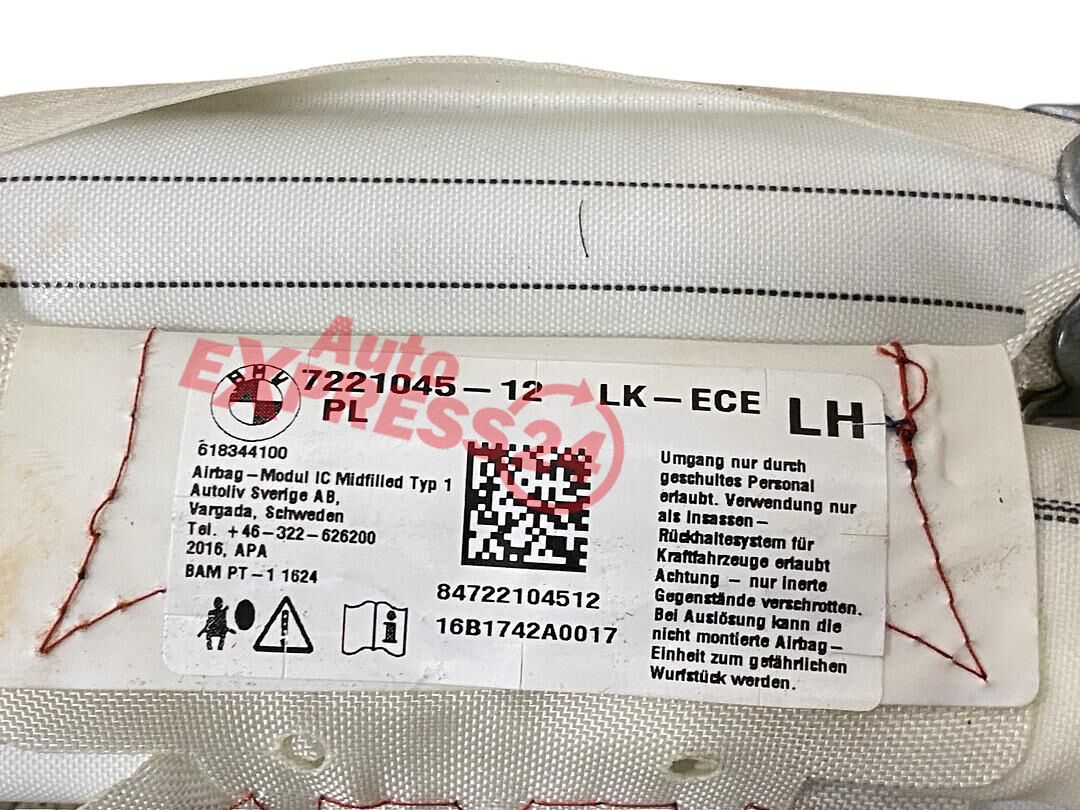 Auto
EXPRESS24
BMW
7221045-12 LK-ECE LH
PL
618344100
Airbag-Modul IC Midfilled Typ 1
Autoliv Sverige AB,
Vargada, Schweden
Tel. +46-322-626200
2016, APA
BAM PT-1 1624
84722104512
16B1742A0017
Umgang nur durch
geschultes Personal
erlaubt. Verwendung nur
als Insassen-
Rückhaltesystem für
Kraftfahrzeuge erlaubt
Achtung - nur inerte
Gegenstände verschrotten.
Bei Auslösung kann die
nicht montierte Airbag-
Einheit zum gefährlichen
Wurfstück werden.